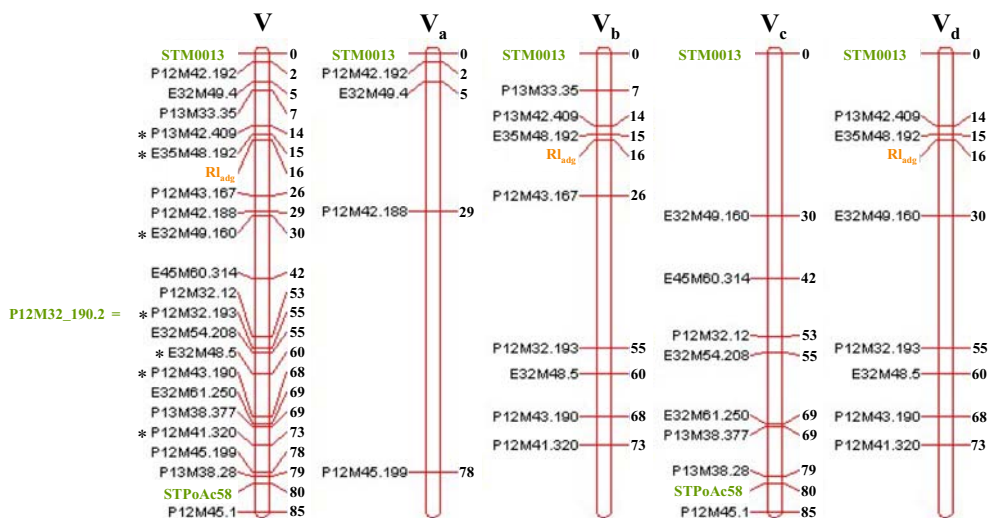 V
V_a
V_b
V_c
V_d
STM0013 0
P12M42.192 2
E32M49.4 5
P13M33.35 7
* P13M42.409 14
* E35M48.192 15
Rl_adg 16
P12M43.167 26
P12M42.188 29
* E32M49.160 30
E45M60.314 42
P12M32.12 53
P12M32_190.2 = * P12M32.193 55
E32M54.208 55
* E32M48.5 60
* P12M43.190 68
E32M61.250 69
P13M38.377 69
* P12M41.320 73
P12M45.199 78
P13M38.28 79
STPoAc58 80
P12M45.1 85
STM0013 0
P12M42.192 2
E32M49.4 5
P12M42.188 29
P12M45.199 78
STM0013 0
P13M33.35 7
P13M42.409 14
E35M48.192 15
Rl_adg 16
P12M43.167 26
P12M32.193 55
E32M48.5 60
P12M43.190 68
P12M41.320 73
STM0013 0
E32M49.160 30
E45M60.314 42
P12M32.12 53
E32M54.208 55
E32M61.250 69
P13M38.377 69
P13M38.28 79
STPoAc58 80
P12M45.1 85
STM0013 0
P13M42.409 14
E35M48.192 15
Rl_adg 16
E32M49.160 30
P12M32.193 55
E32M48.5 60
P12M43.190 68
P12M41.320 73